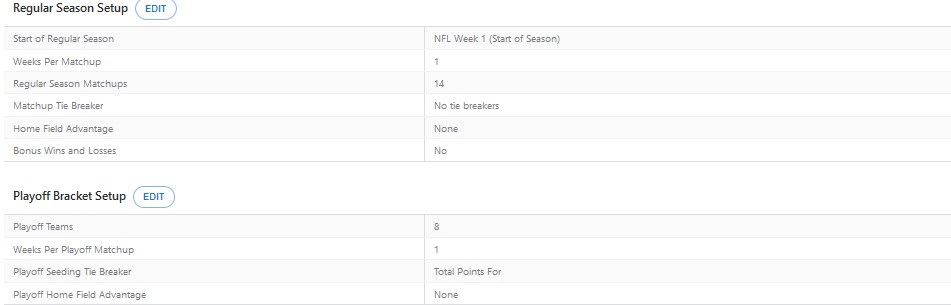 Regular Season Setup EDIT
Start of Regular Season NFL Week 1 (Start of Season)
Weeks Per Matchup 1
Regular Season Matchups 14
Matchup Tie Breaker No tie breakers
Home Field Advantage None
Bonus Wins and Losses No
Playoff Bracket Setup EDIT
Playoff Teams 8
Weeks Per Playoff Matchup 1
Playoff Seeding Tie Breaker Total Points For
Playoff Home Field Advantage None